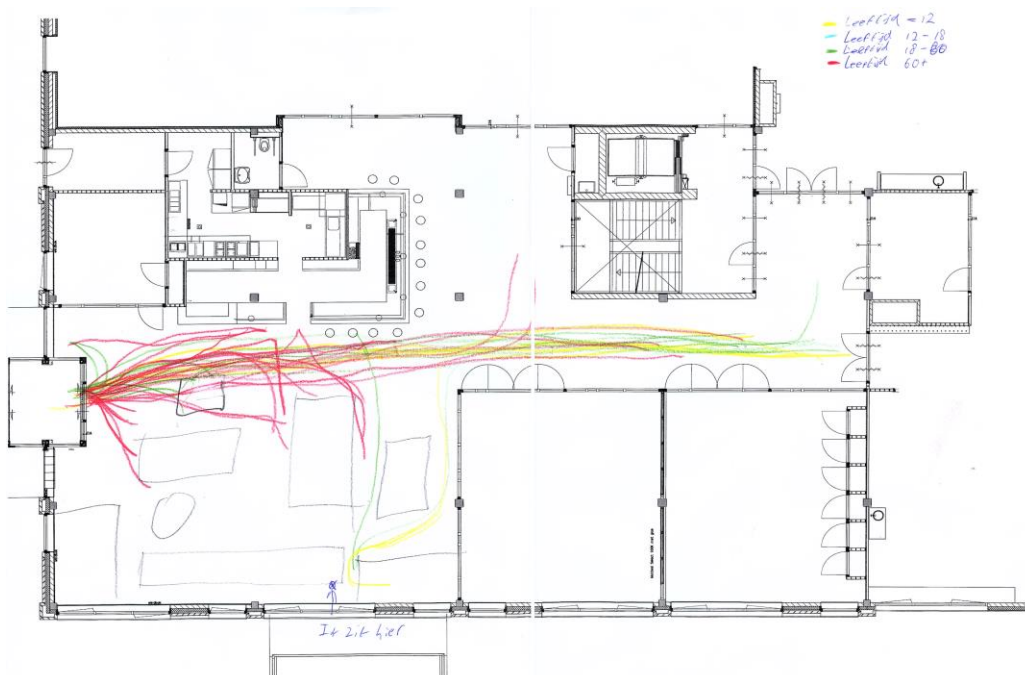 Leeftijd - 12
Leeftijd 12 - 18
Leeftijd 18 - 60
Leeftijd 60+
Ik zit hier